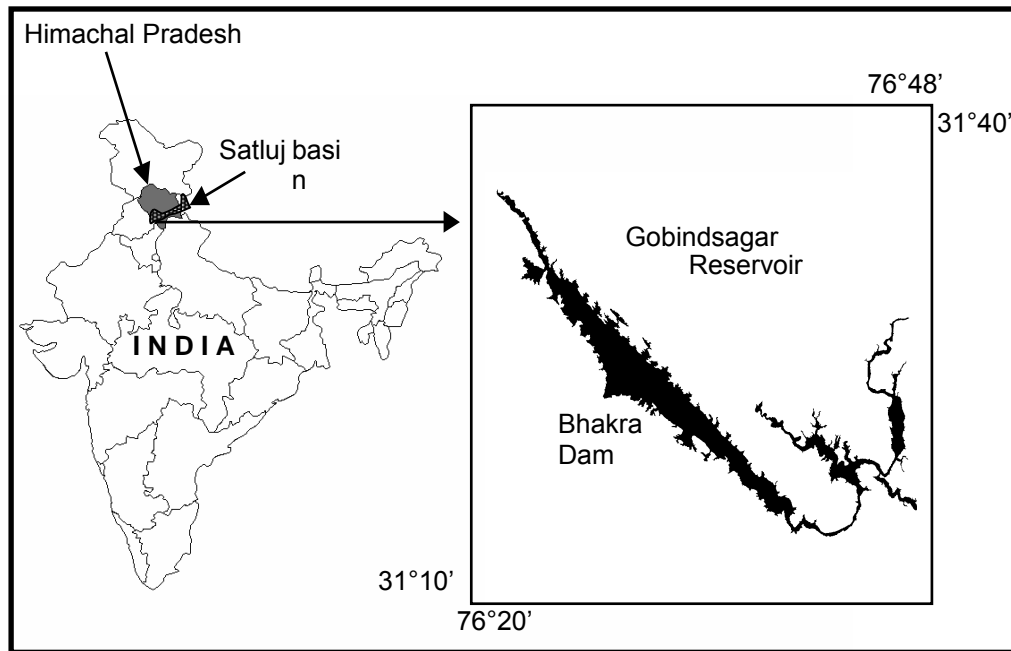 Himachal Pradesh
76°48’
31°40’
Satluj basi
n
Gobindsagar
Reservoir
I N D I A
Bhakra
Dam
31°10’
76°20’